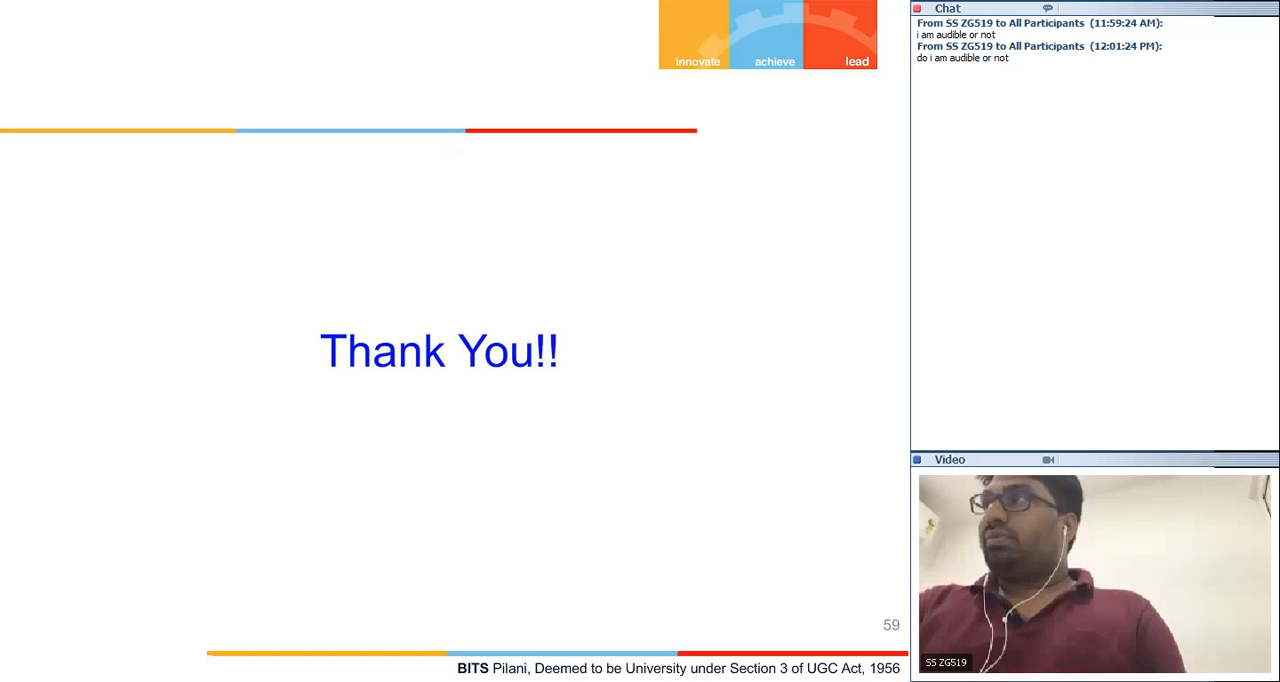 innovate achieve lead
Thank You!!
59
BITS Pilani, Deemed to be University under Section 3 of UGC Act, 1956
Chat
From SS ZG519 to All Participants (11:59:24 AM):
i am audible or not
From SS ZG519 to All Participants (12:01:24 PM):
do i am audible or not
Video
SS ZG519